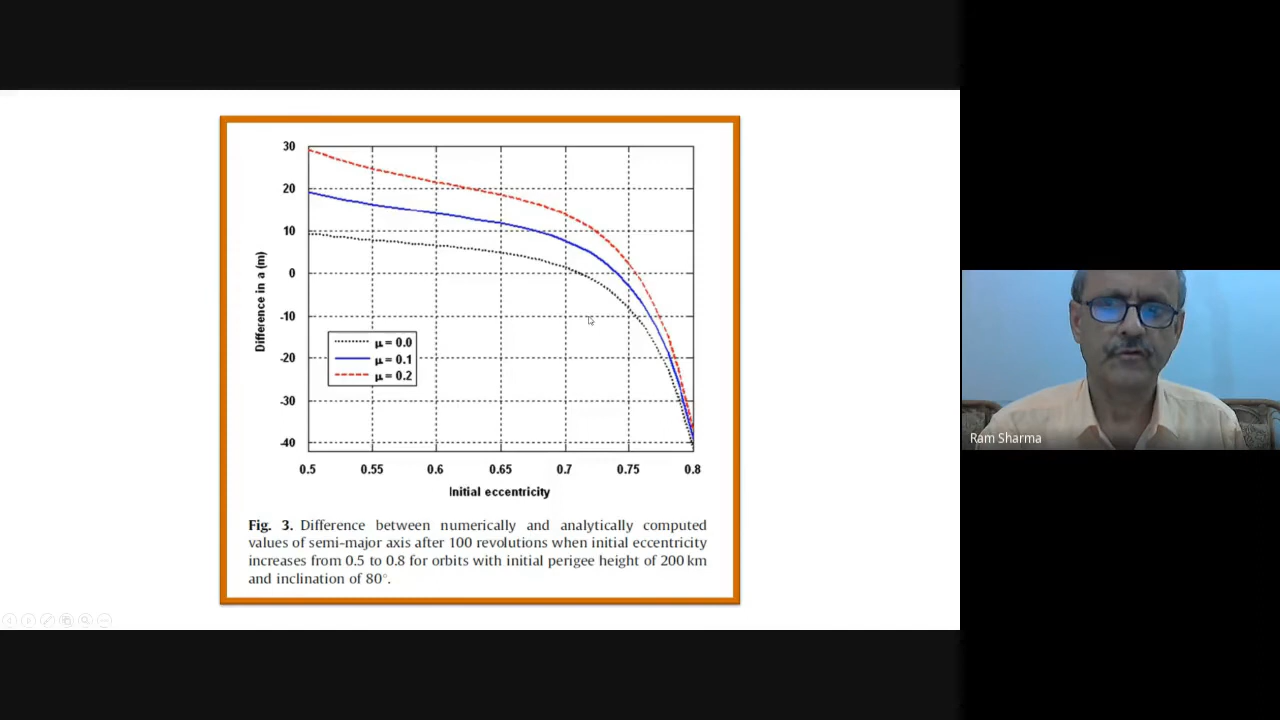 30
20
10
0
-10
-20
-30
-40
Difference in a (m)
μ = 0.0
μ = 0.1
μ = 0.2
0.5 0.55 0.6 0.65 0.7 0.75 0.8
Initial eccentricity
Fig. 3. Difference between numerically and analytically computed
values of semi-major axis after 100 revolutions when initial eccentricity
increases from 0.5 to 0.8 for orbits with initial perigee height of 200 km
and inclination of 80°.
Ram Sharma